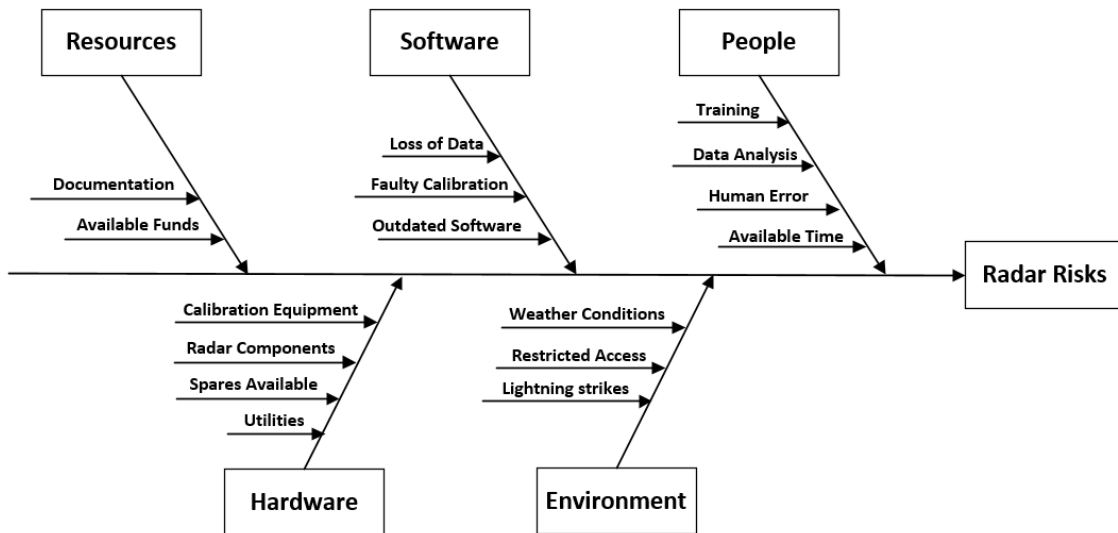 Resources
Software
People
Training
Loss of Data
Data Analysis
Documentation
Faulty Calibration
Human Error
Available Funds
Outdated Software
Available Time
Radar Risks
Calibration Equipment
Weather Conditions
Radar Components
Restricted Access
Spares Available
Lightning strikes
Utilities
Hardware
Environment